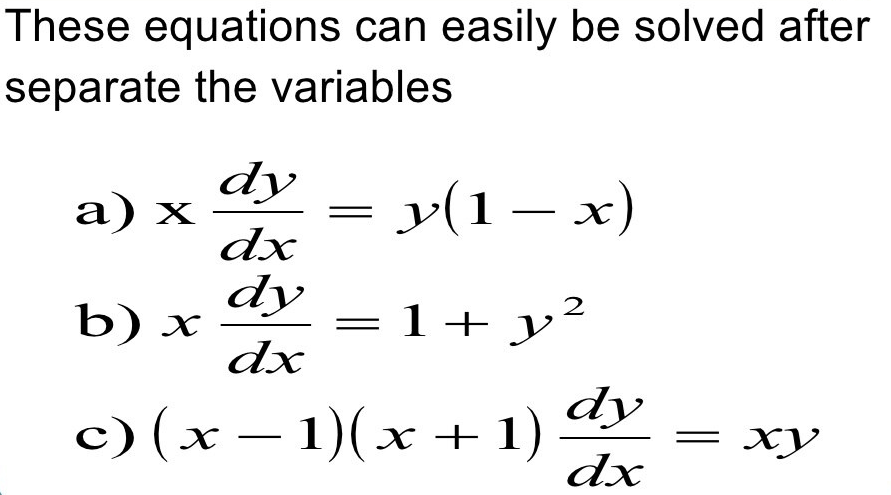 These equations can easily be solved after
separate the variables
a) x dy/dx = y(1 − x)
b) x dy/dx = 1 + y²
c) (x − 1)(x + 1) dy/dx = xy